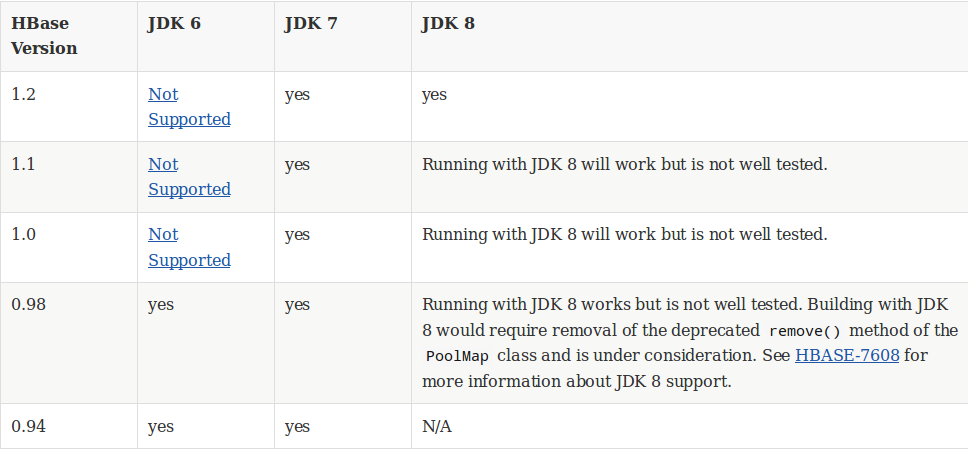 HBase Version JDK 6 JDK 7 JDK 8
1.2 Not Supported yes yes
1.1 Not Supported yes Running with JDK 8 will work but is not well tested.
1.0 Not Supported yes Running with JDK 8 will work but is not well tested.
0.98 yes yes Running with JDK 8 works but is not well tested. Building with JDK
8 would require removal of the deprecated remove() method of the
PoolMap class and is under consideration. See HBASE-7608 for
more information about JDK 8 support.
0.94 yes yes N/A